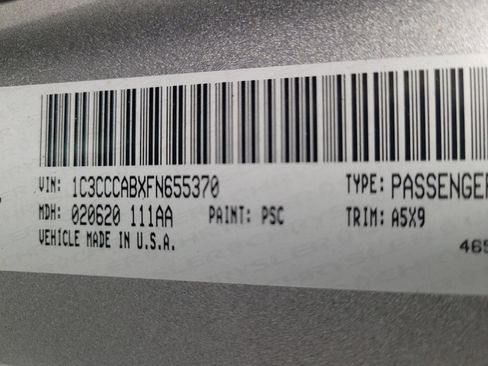 VIN: 1C3CCCABXFN655370 TYPE: PASSENGER
MDH: 020620 111AA PAINT: PSC TRIM: A5X9
VEHICLE MADE IN U.S.A. 465